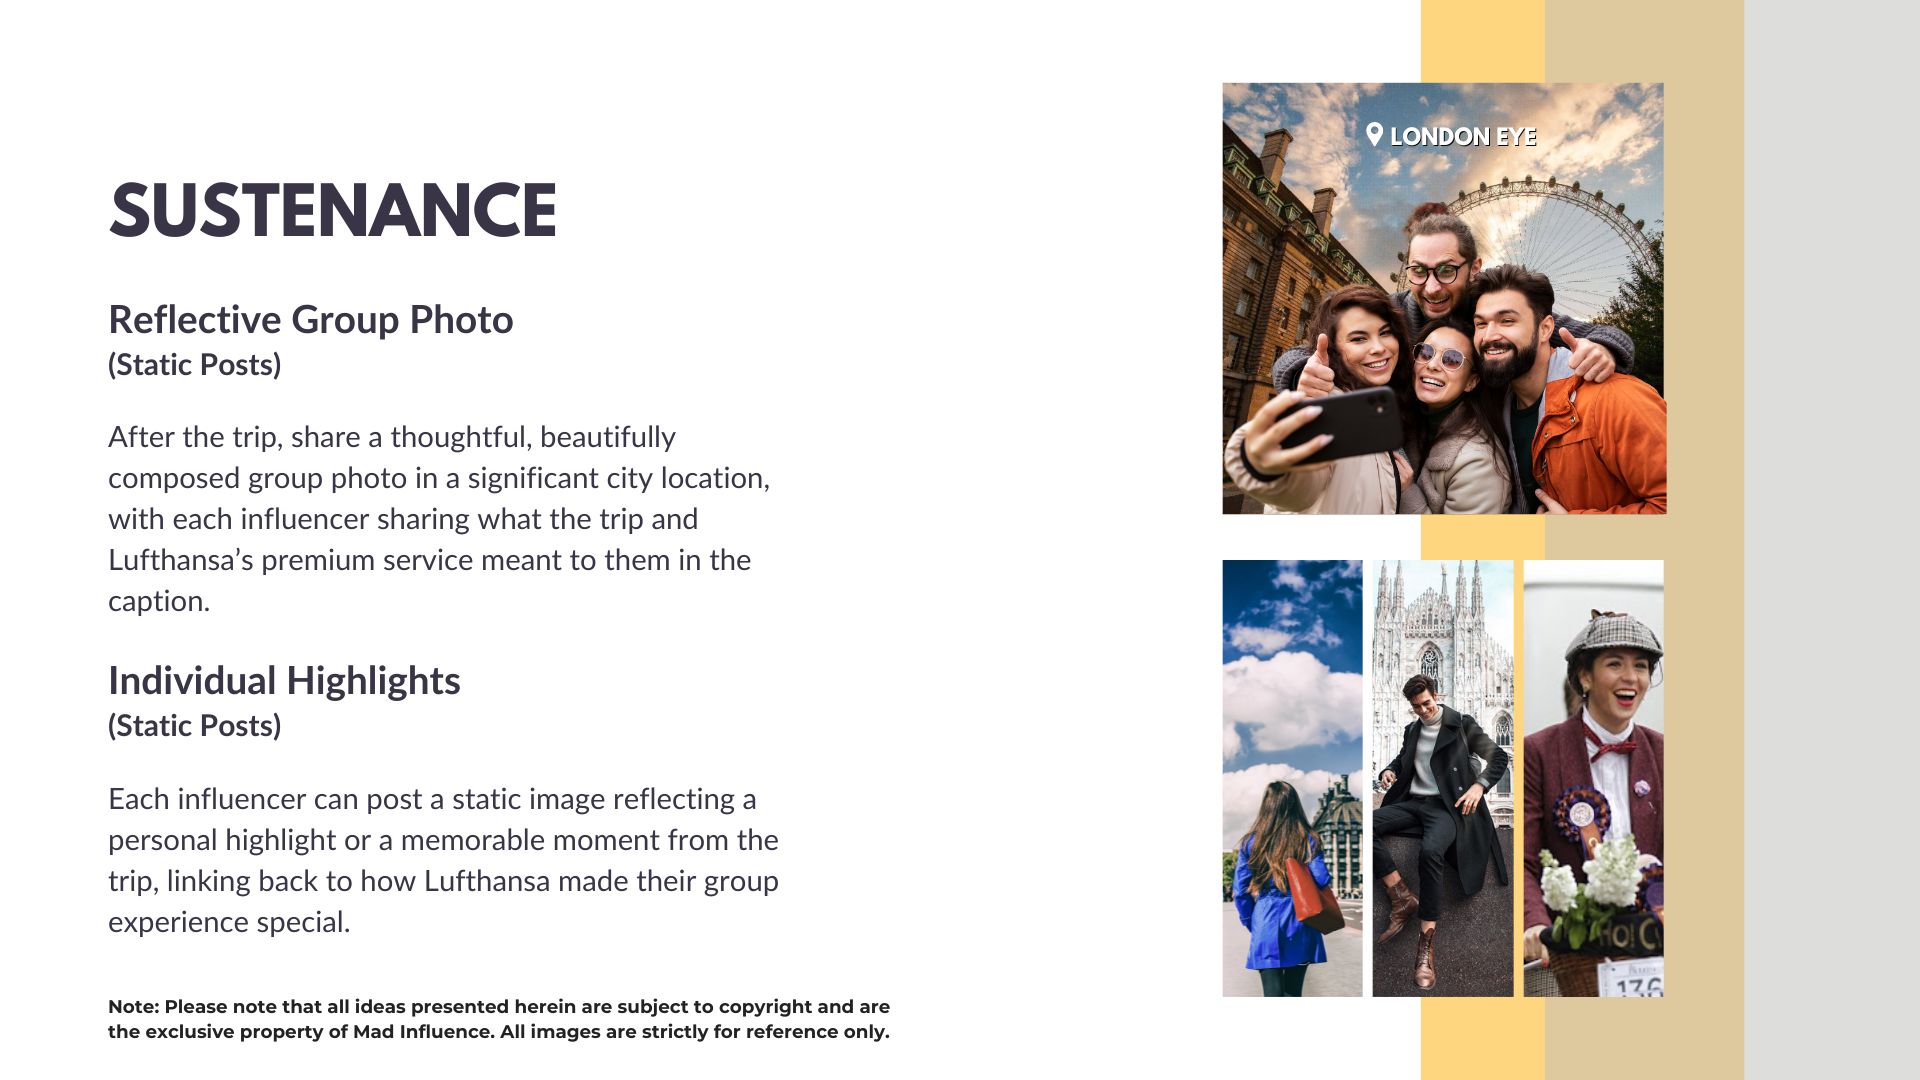 SUSTENANCE
Reflective Group Photo
(Static Posts)
After the trip, share a thoughtful, beautifully
composed group photo in a significant city location,
with each influencer sharing what the trip and
Lufthansa’s premium service meant to them in the
caption.
Individual Highlights
(Static Posts)
Each influencer can post a static image reflecting a
personal highlight or a memorable moment from the
trip, linking back to how Lufthansa made their group
experience special.
Note: Please note that all ideas presented herein are subject to copyright and are
the exclusive property of Mad Influence. All images are strictly for reference only.
LONDON EYE
136